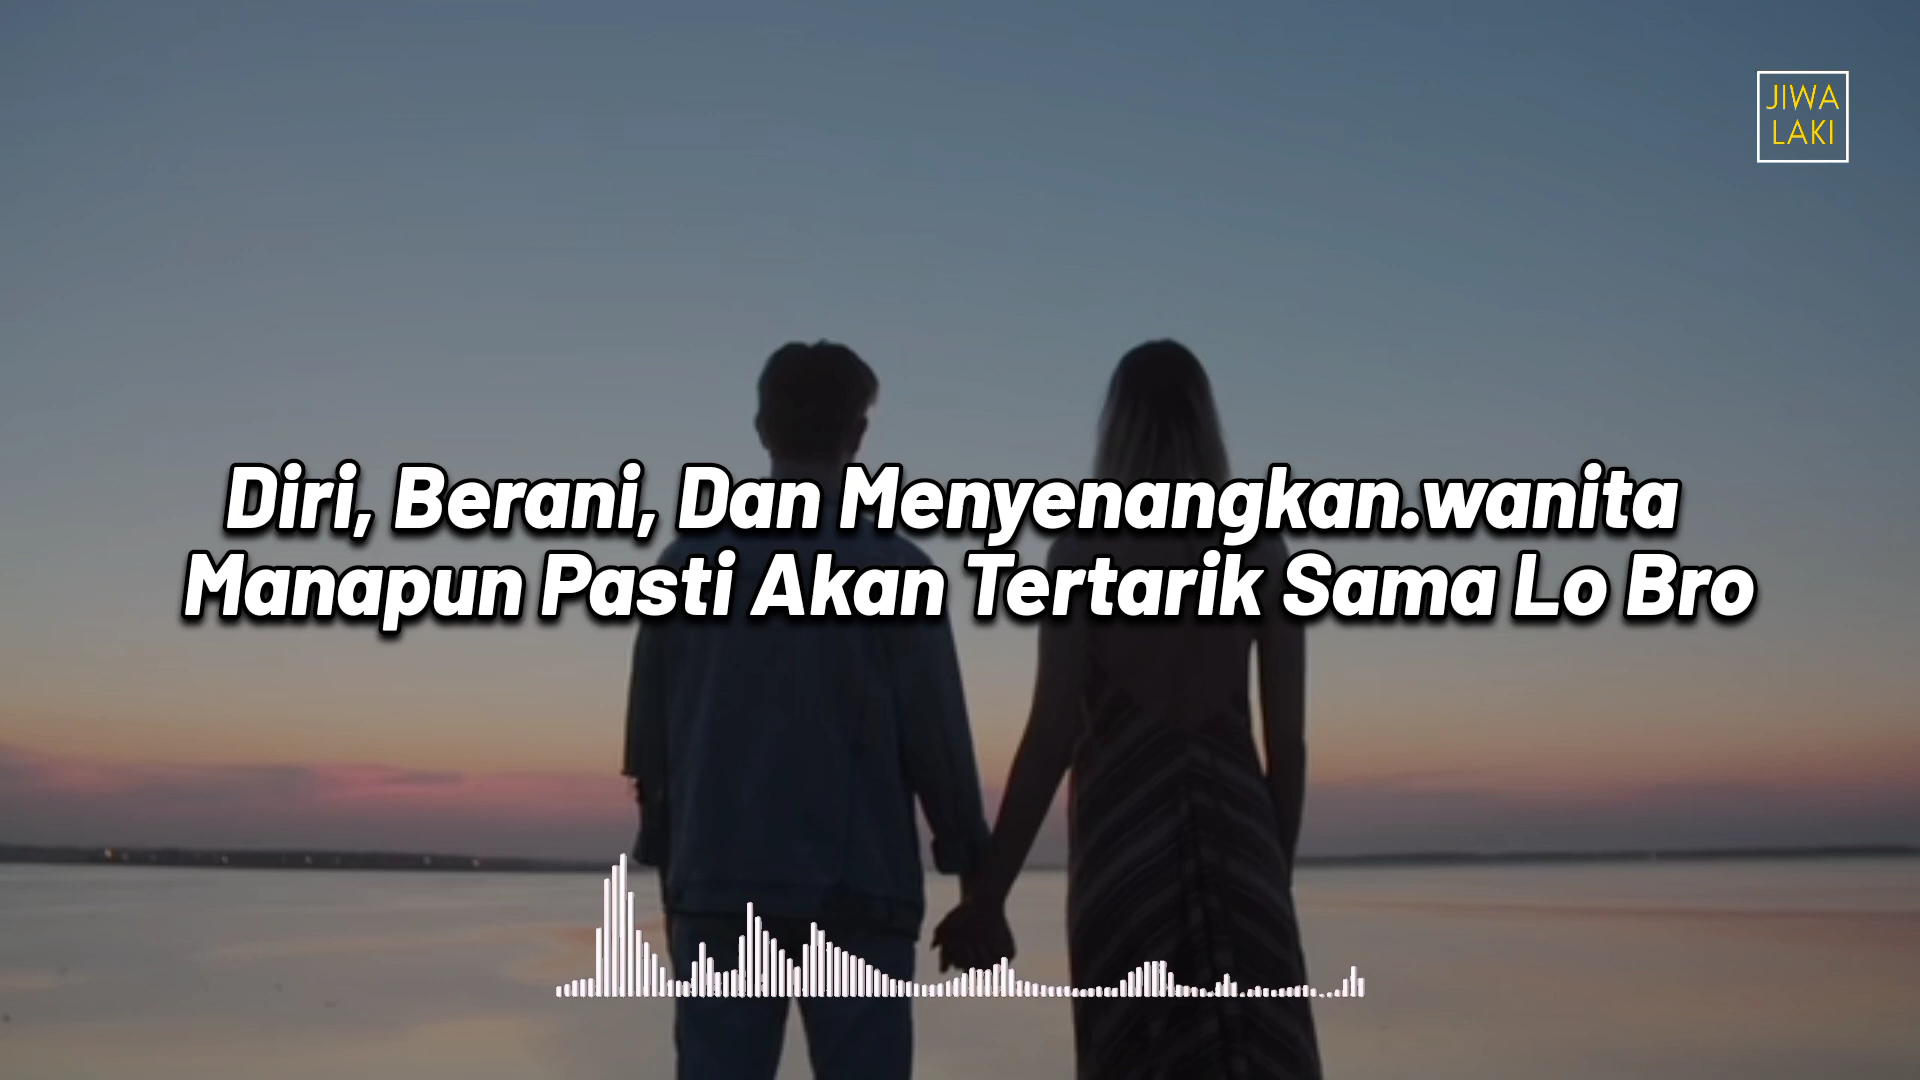 JIWA
LAKI
Diri, Berani, Dan Menyenangkan.wanita
Manapun Pasti Akan Tertarik Sama Lo Bro